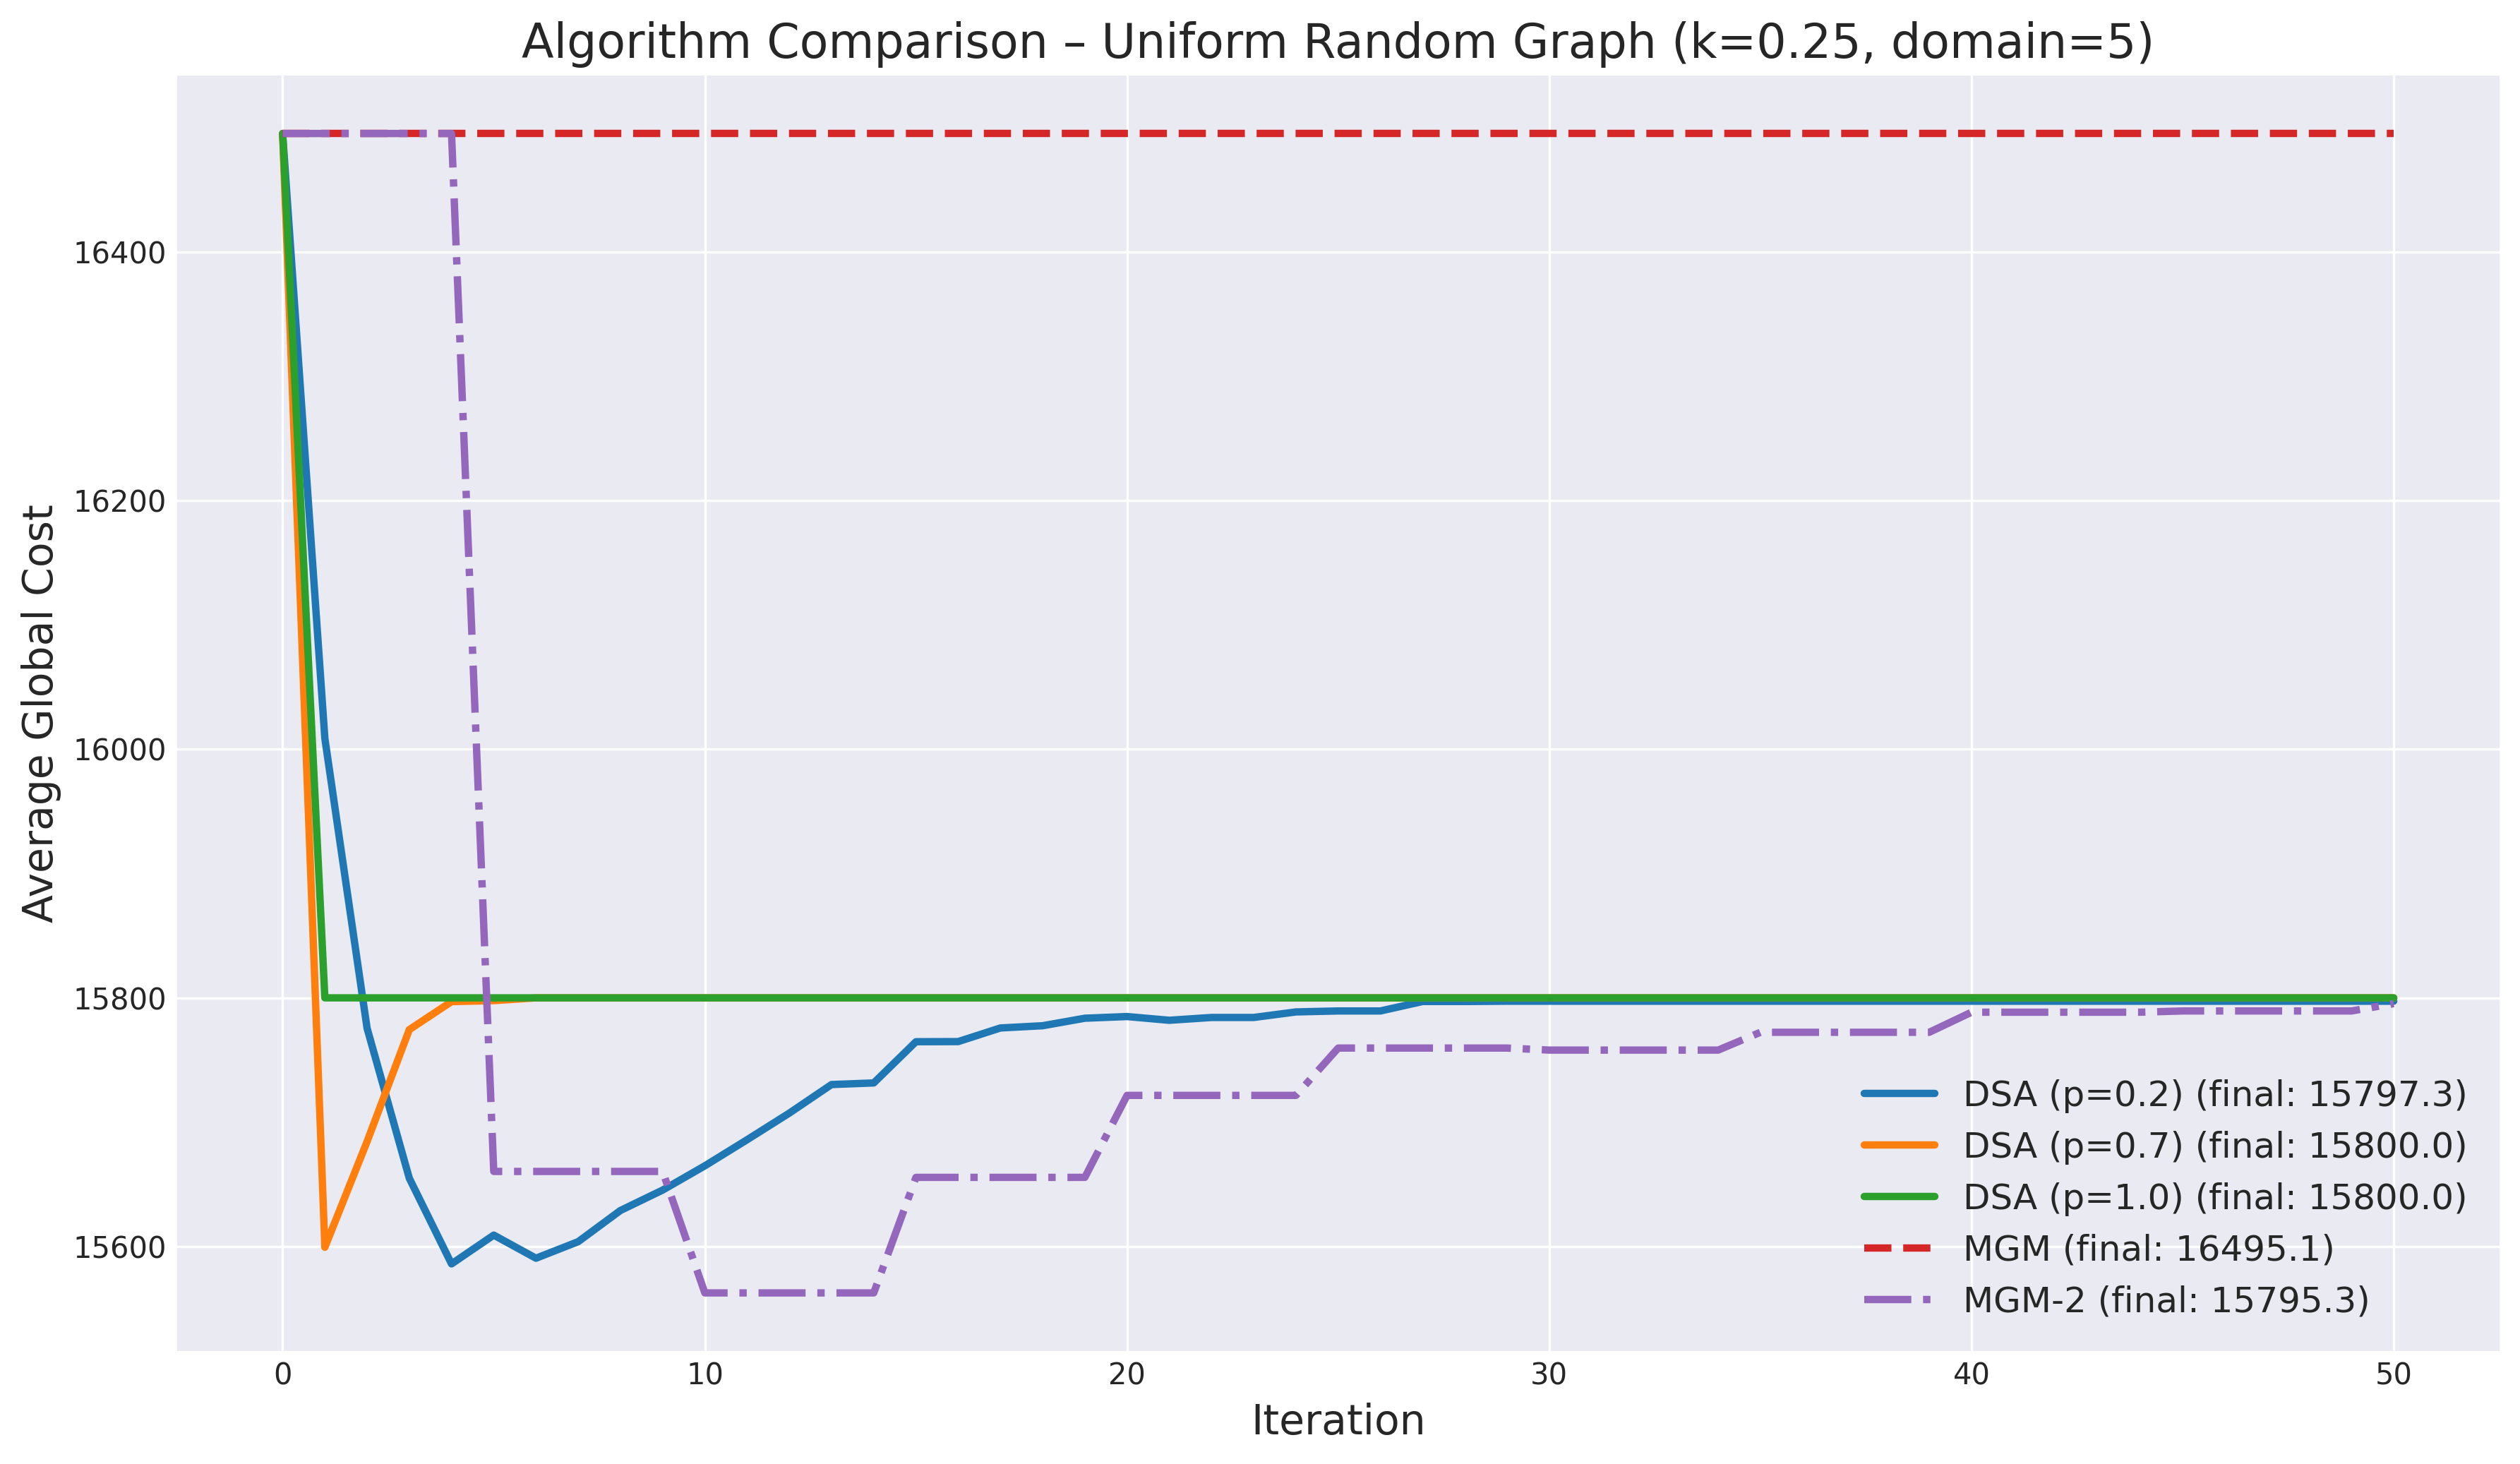 Algorithm Comparison – Uniform Random Graph (k=0.25, domain=5)
Average Global Cost
16400
16200
16000
15800
15600
0 10 20 30 40 50
Iteration
DSA (p=0.2) (final: 15797.3)
DSA (p=0.7) (final: 15800.0)
DSA (p=1.0) (final: 15800.0)
MGM (final: 16495.1)
MGM-2 (final: 15795.3)